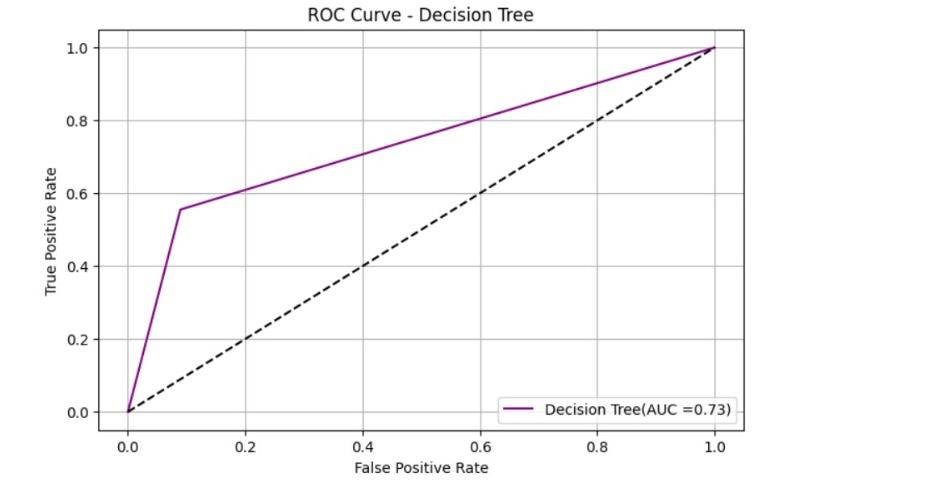 ROC Curve - Decision Tree
1.0
0.8
0.6
0.4
0.2
0.0
True Positive Rate
Decision Tree(AUC =0.73)
0.0 0.2 0.4 0.6 0.8 1.0
False Positive Rate